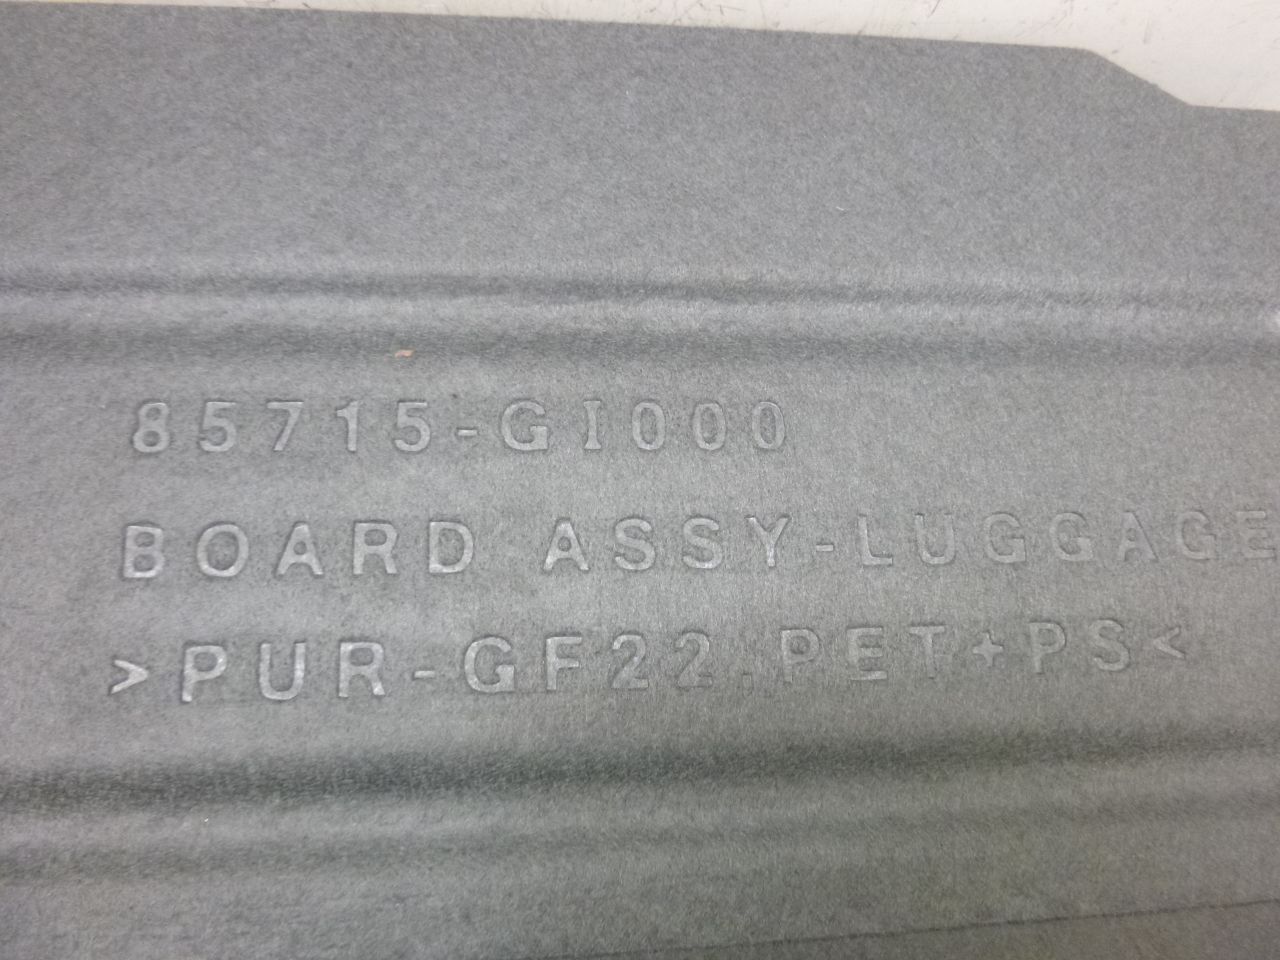 85715-GI000
BOARD ASSY-LUGGAGE
>PUR-GF22,PET+PS<